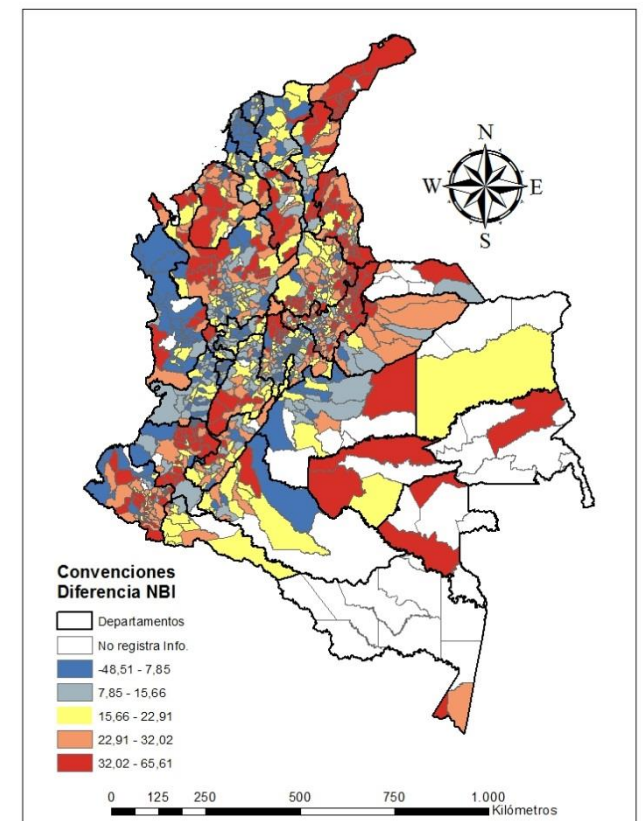 N
W E
S
Convenciones
Diferencia NBI
Departamentos
No registra Info.
-48,51 - 7,85
7,85 - 15,66
15,66 - 22,91
22,91 - 32,02
32,02 - 65,61
0 125 250 500 750 1.000
Kilómetros